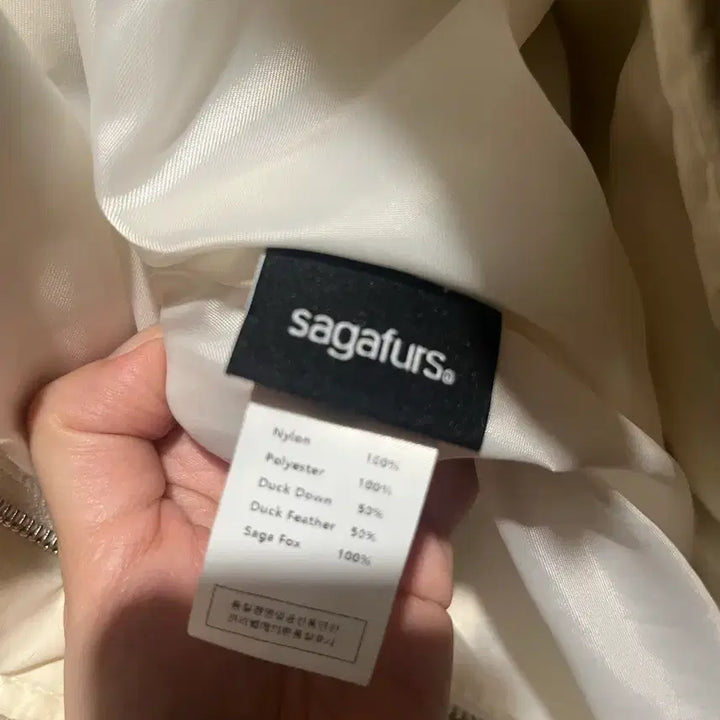 sagafurs®
Nylon 100%
Polyester 100%
Duck Down 50%
Duck Feather 50%
Saga Fox 100%